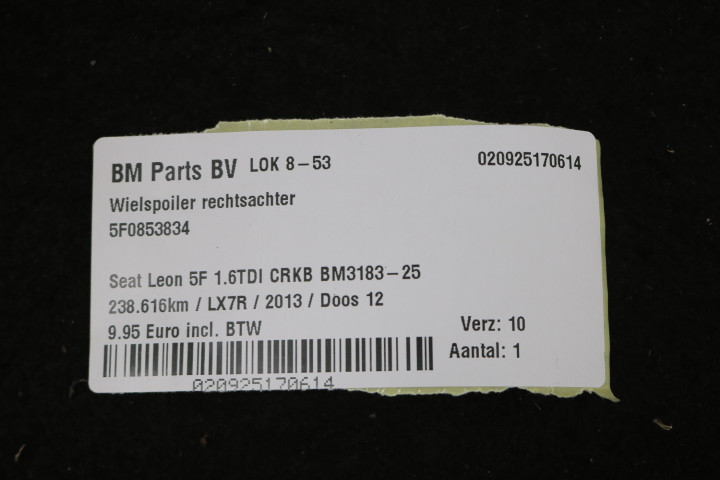 BM Parts BV LOK 8-53 020925170614
Wielspoiler rechtsachter
5F0853834
Seat Leon 5F 1.6TDI CRKB BM3183-25
238.616km / LX7R / 2013 / Doos 12
9.95 Euro incl. BTW
Verz: 10
Aantal: 1
020925170614